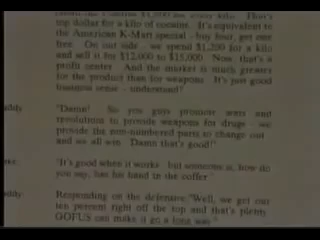 top dollar for a kilo of cocaine. It's equivalent to
the American K-Mart special - buy four, get one
free. On our side - we spend $1,200 for a kilo
and sell it for $12,000 to $15,000. Now that's a
profit center. And the market is much greater
for the product than for weapons. It's just good
business sense - understand?
addy: "Damn! So you guys promote wars and
revolution to provide weapons for drugs - we
provide the non-numbered parts to change out
and we all win. Damn that's good!"
"It's good when it works - but someone is, how do
you say, has his hand in the coffer."
addy: Responding on the defensive "Well, we get our
ten percent right off the top and that's plenty.
GOFUS can make it go a long way."